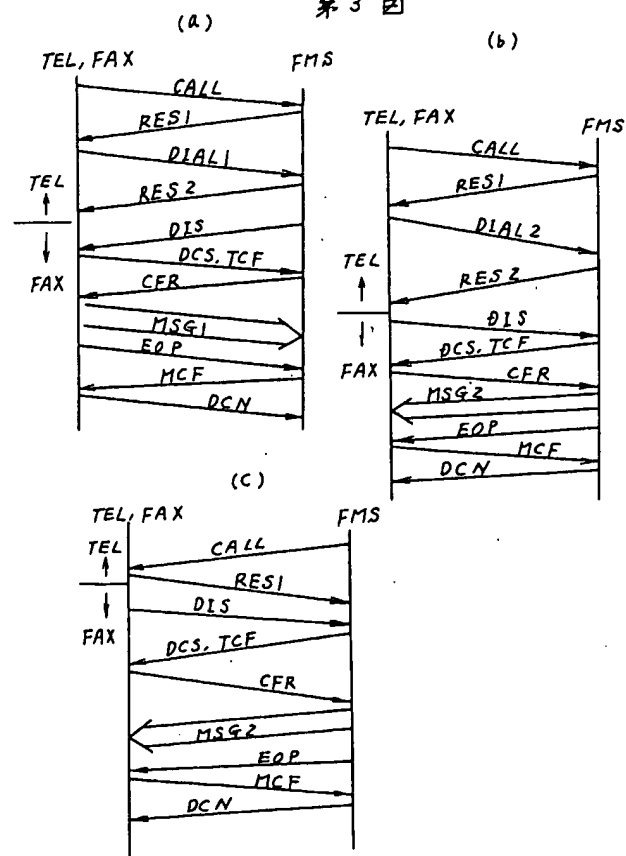 第3図
(a)
TEL, FAX
FMS
CALL
RES1
DIAL1
RES2
TEL
DIS
DCS. TCF
FAX
CFR
MSG1
EOP
MCF
DCN
(b)
TEL, FAX
FMS
CALL
RES1
DIAL2
TEL
RES2
DIS
DCS. TCF
FAX
CFR
MSG2
EOP
MCF
DCN
(C)
TEL, FAX
FMS
TEL
CALL
RES1
DIS
FAX
DCS. TCF
CFR
MSG2
EOP
MCF
DCN